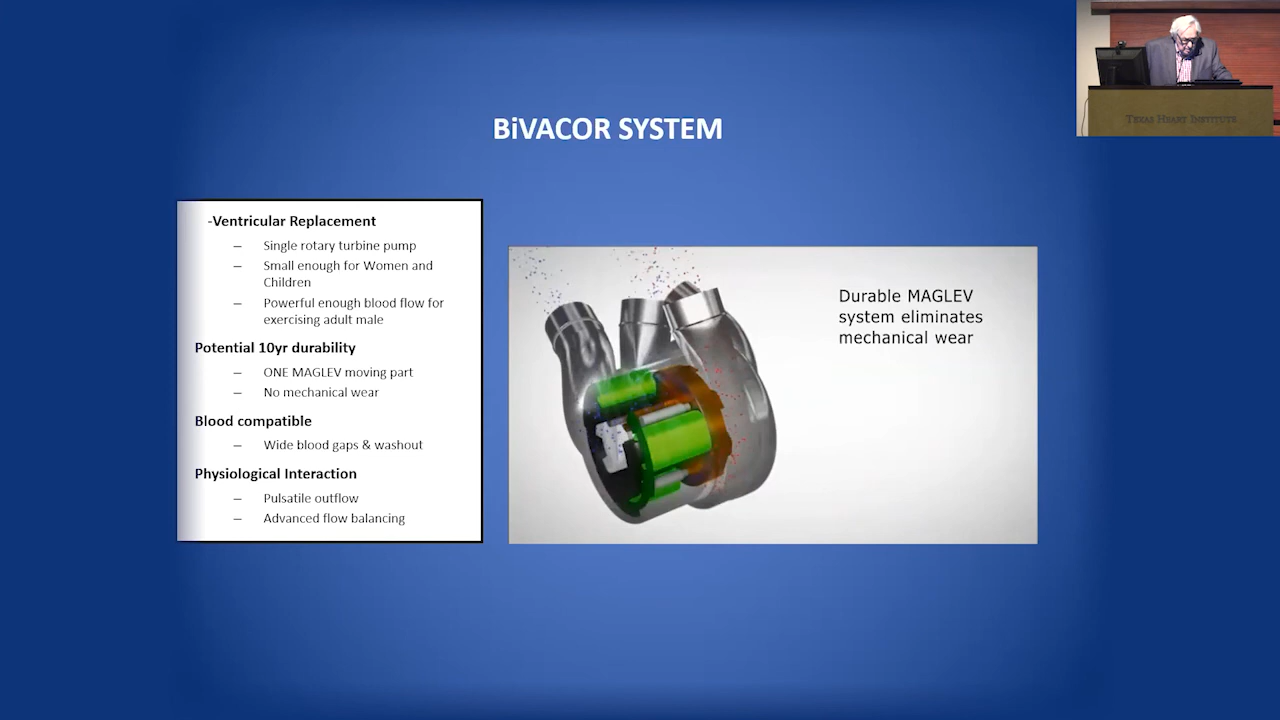 BiVACOR SYSTEM
-Ventricular Replacement
– Single rotary turbine pump
– Small enough for Women and
Children
– Powerful enough blood flow for
exercising adult male
Potential 10yr durability
– ONE MAGLEV moving part
– No mechanical wear
Blood compatible
– Wide blood gaps & washout
Physiological Interaction
– Pulsatile outflow
– Advanced flow balancing
Durable MAGLEV
system eliminates
mechanical wear
TEXAS HEART INSTITUTE